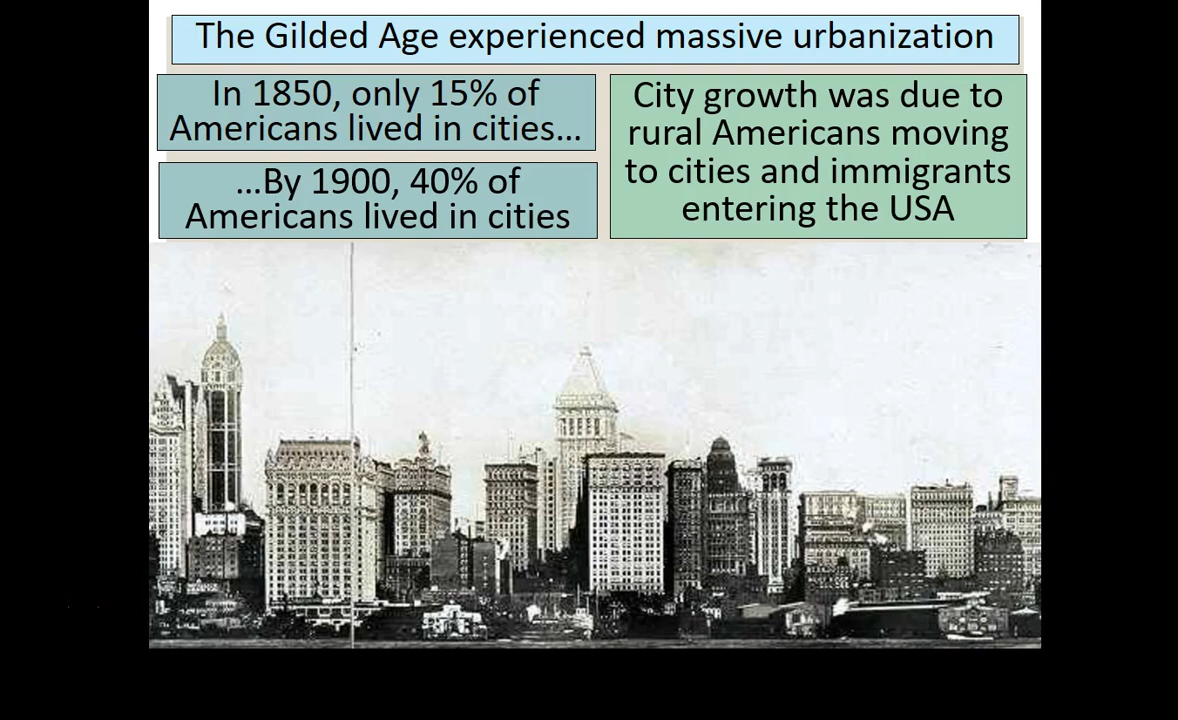 The Gilded Age experienced massive urbanization
In 1850, only 15% of
Americans lived in cities…
…By 1900, 40% of
Americans lived in cities
City growth was due to
rural Americans moving
to cities and immigrants
entering the USA